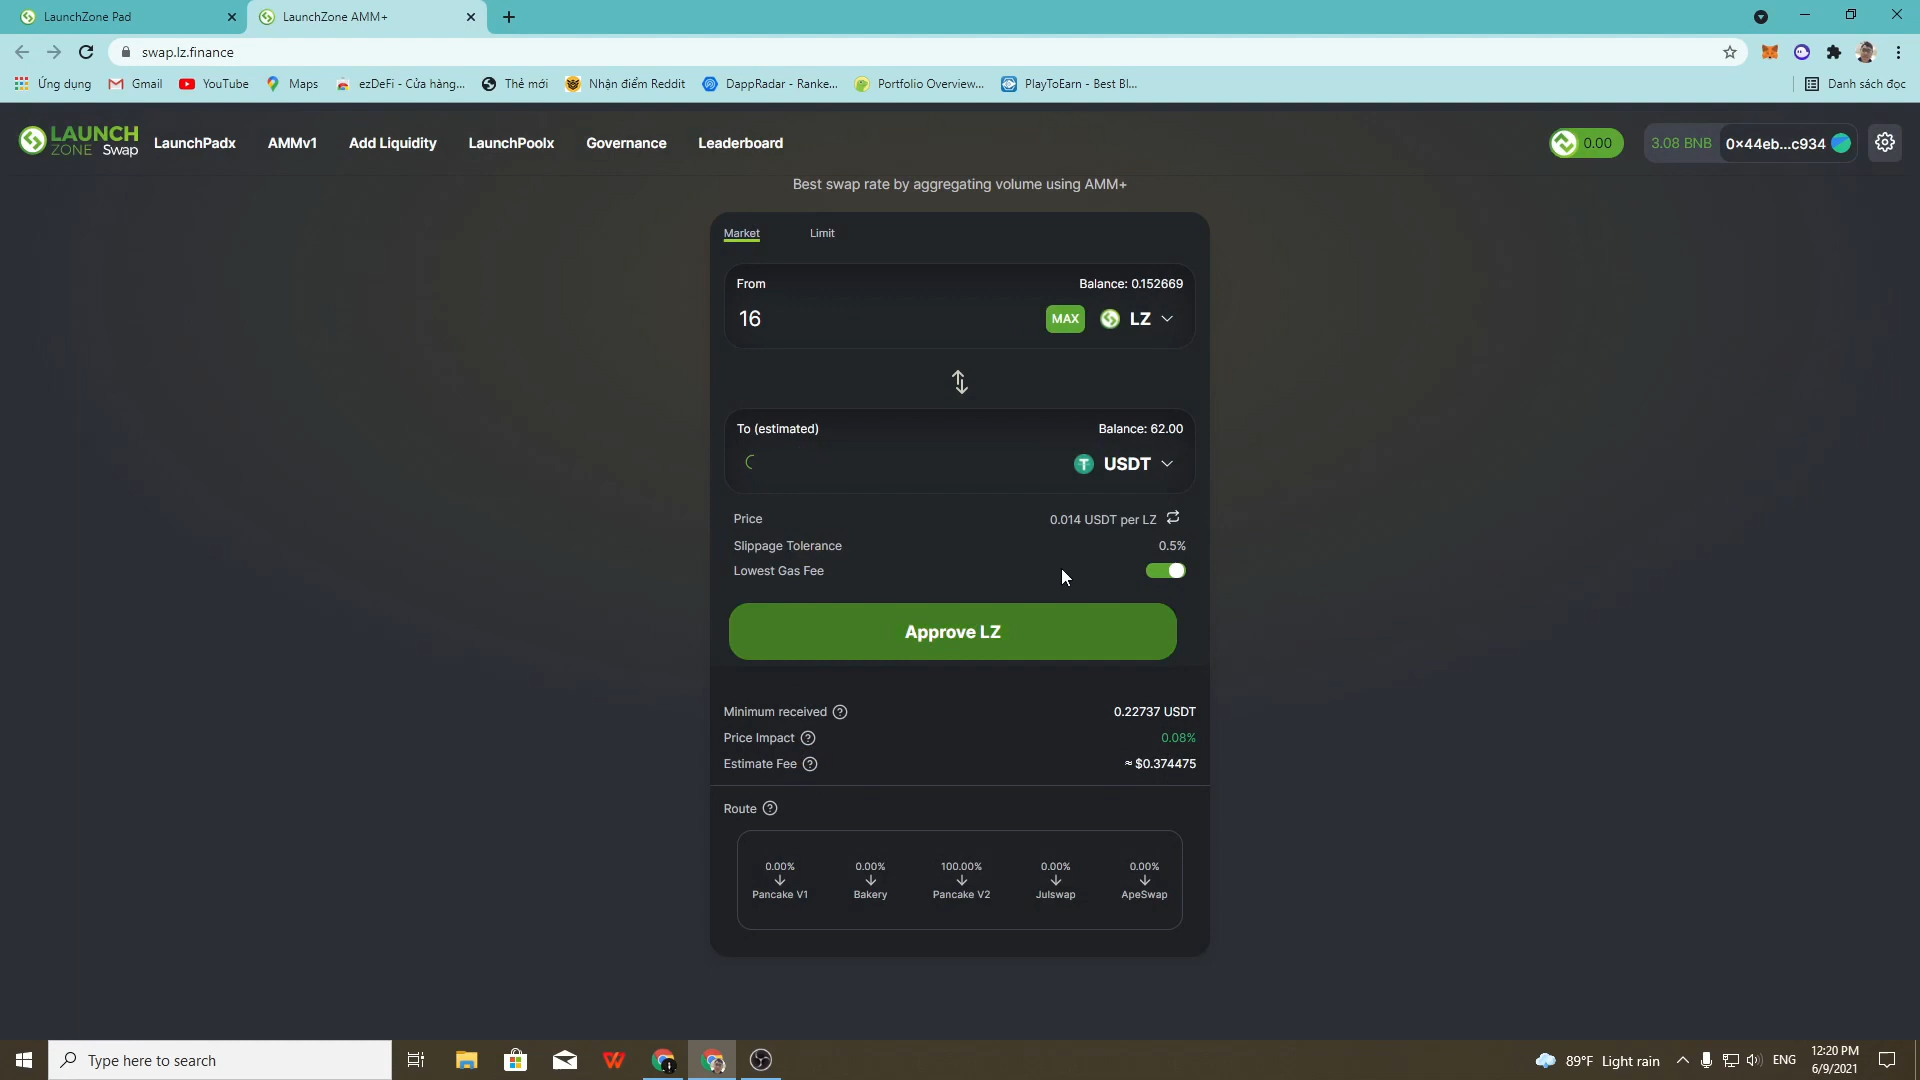 LaunchZone Pad
LaunchZone AMM+
swap.lz.finance
Ứng dụng
Gmail
YouTube
Maps
ezDeFi - Cửa hàng...
Thẻ mới
Nhận điểm Reddit
DappRadar - Ranke...
Portfolio Overview...
PlayToEarn - Best Bl...
Danh sách đọc
LAUNCH
ZONE Swap
LaunchPadx
AMMv1
Add Liquidity
LaunchPoolx
Governance
Leaderboard
0.00
3.08 BNB
0x44eb...c934
Best swap rate by aggregating volume using AMM+
Market
Limit
From
Balance: 0.152669
16
MAX
LZ
To (estimated)
Balance: 62.00
USDT
Price
0.014 USDT per LZ
Slippage Tolerance
0.5%
Lowest Gas Fee
Approve LZ
Minimum received ?
0.22737 USDT
Price Impact ?
0.08%
Estimate Fee ?
≈ $0.374475
Route ?
0.00%
0.00%
100.00%
0.00%
0.00%
Pancake V1
Bakery
Pancake V2
Julswap
ApeSwap
Type here to search
89°F Light rain
ENG
12:20 PM
6/9/2021